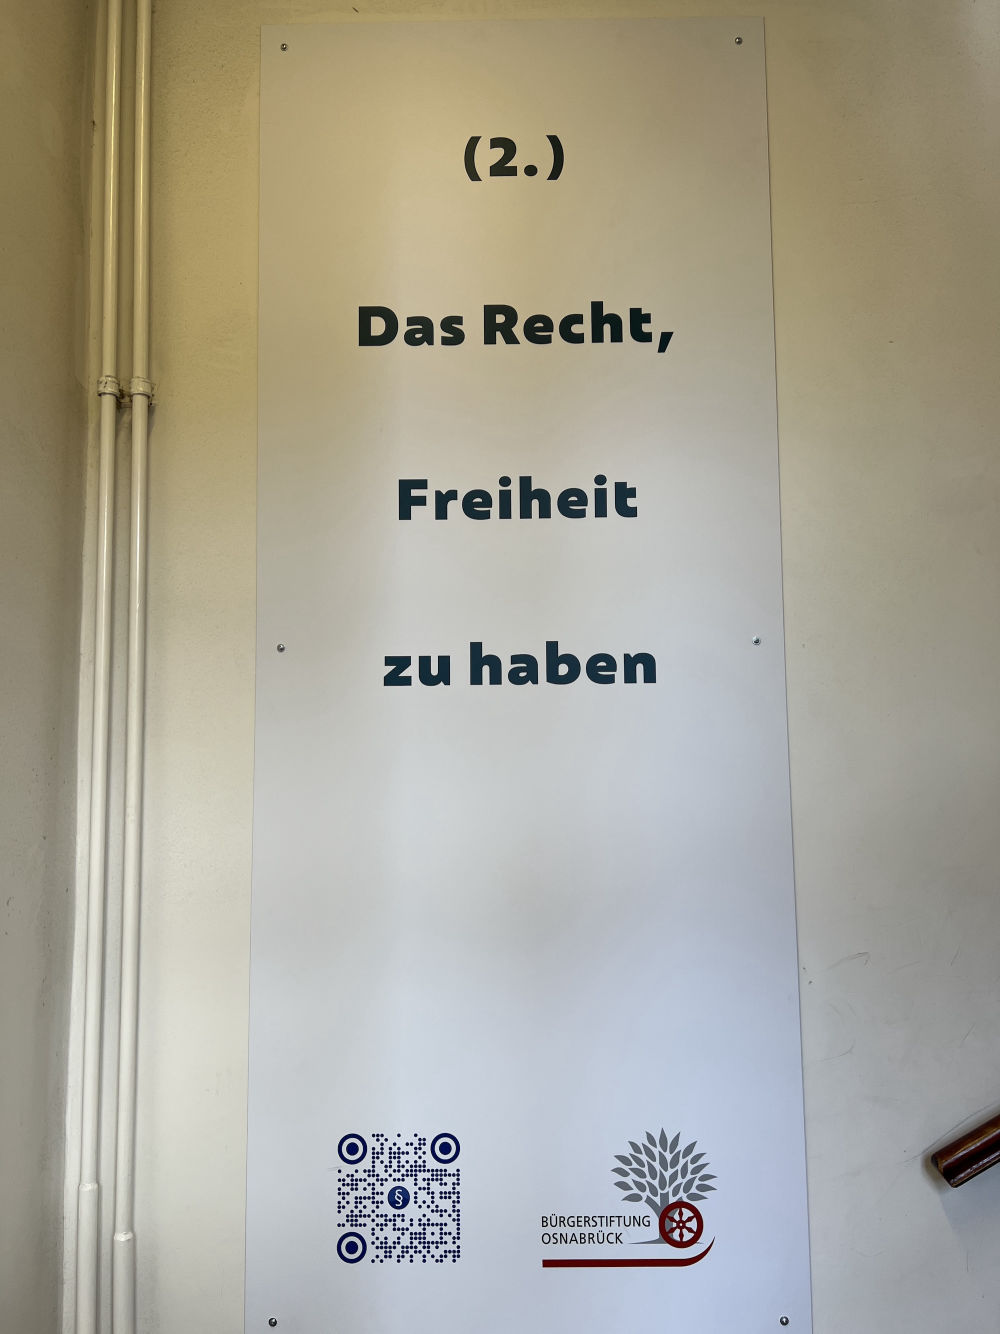 (2.)
Das Recht,
Freiheit
zu haben
§
BÜRGERSTIFTUNG
OSNABRÜCK